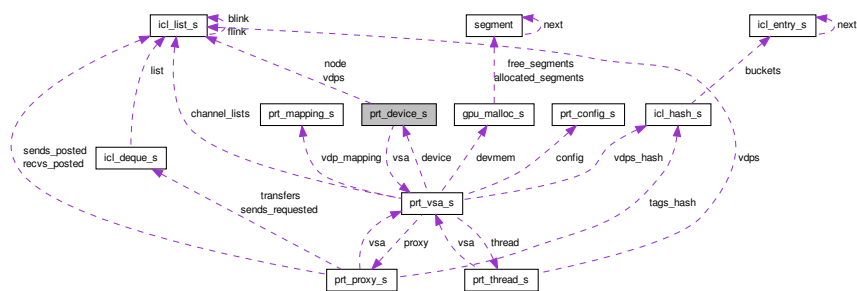 blink
flink
icl_list_s
segment
next
icl_entry_s
next
list
node
vdps
free_segments
allocated_segments
buckets
channel_lists
prt_mapping_s
prt_device_s
gpu_malloc_s
prt_config_s
icl_hash_s
sends_posted
recvs_posted
icl_deque_s
vdp_mapping
vsa
device
devmem
config
vdps_hash
vdps
transfers
sends_requested
prt_vsa_s
tags_hash
vsa
proxy
vsa
thread
prt_proxy_s
prt_thread_s